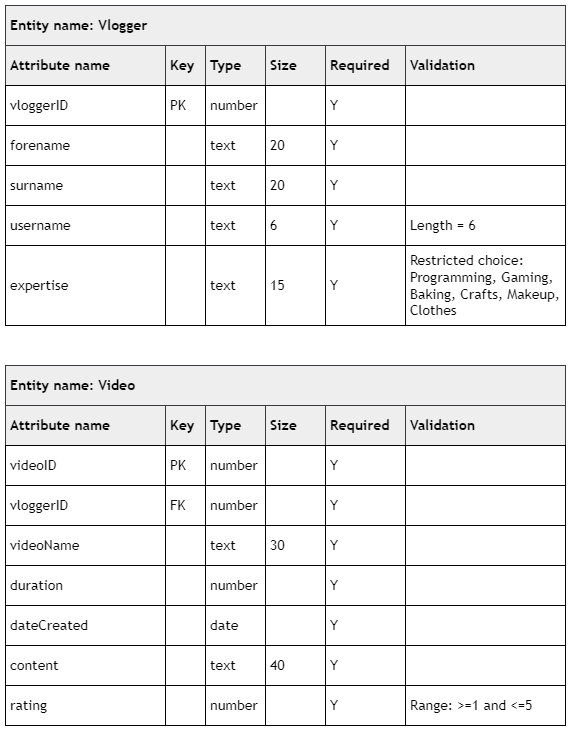 Entity name: Vlogger
Attribute name Key Type Size Required Validation
vloggerID PK number Y
forename text 20 Y
surname text 20 Y
username text 6 Y Length = 6
expertise text 15 Y Restricted choice:
Programming, Gaming,
Baking, Crafts, Makeup,
Clothes
Entity name: Video
Attribute name Key Type Size Required Validation
videoID PK number Y
vloggerID FK number Y
videoName text 30 Y
duration number Y
dateCreated date Y
content text 40 Y
rating number Y Range: >=1 and <=5